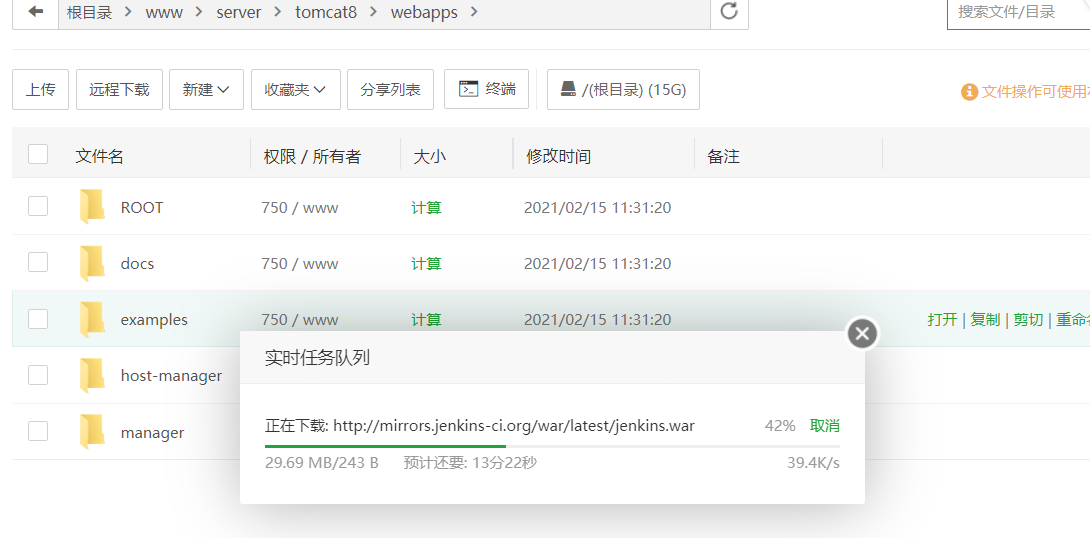 根目录 > www > server > tomcat8 > webapps >
搜索文件/目录
上传 远程下载 新建 收藏夹 分享列表 终端 /(根目录) (15G)
文件操作可使用
文件名 权限 / 所有者 大小 修改时间 备注
ROOT 750 / www 计算 2021/02/15 11:31:20
docs 750 / www 计算 2021/02/15 11:31:20
examples 750 / www 计算 2021/02/15 11:31:20 打开 | 复制 | 剪切 | 重命
host-manager
manager
实时任务队列
正在下载: http://mirrors.jenkins-ci.org/war/latest/jenkins.war 42% 取消
29.69 MB/243 B 预计还要: 13分22秒 39.4K/s